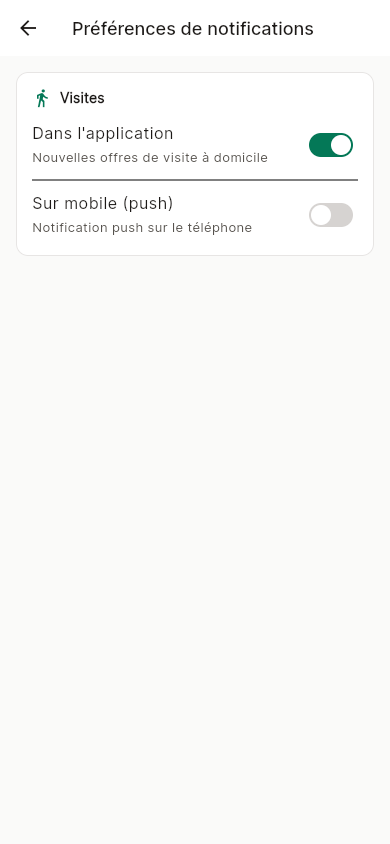 Préférences de notifications
Visites
Dans l'application
Nouvelles offres de visite à domicile
Sur mobile (push)
Notification push sur le téléphone